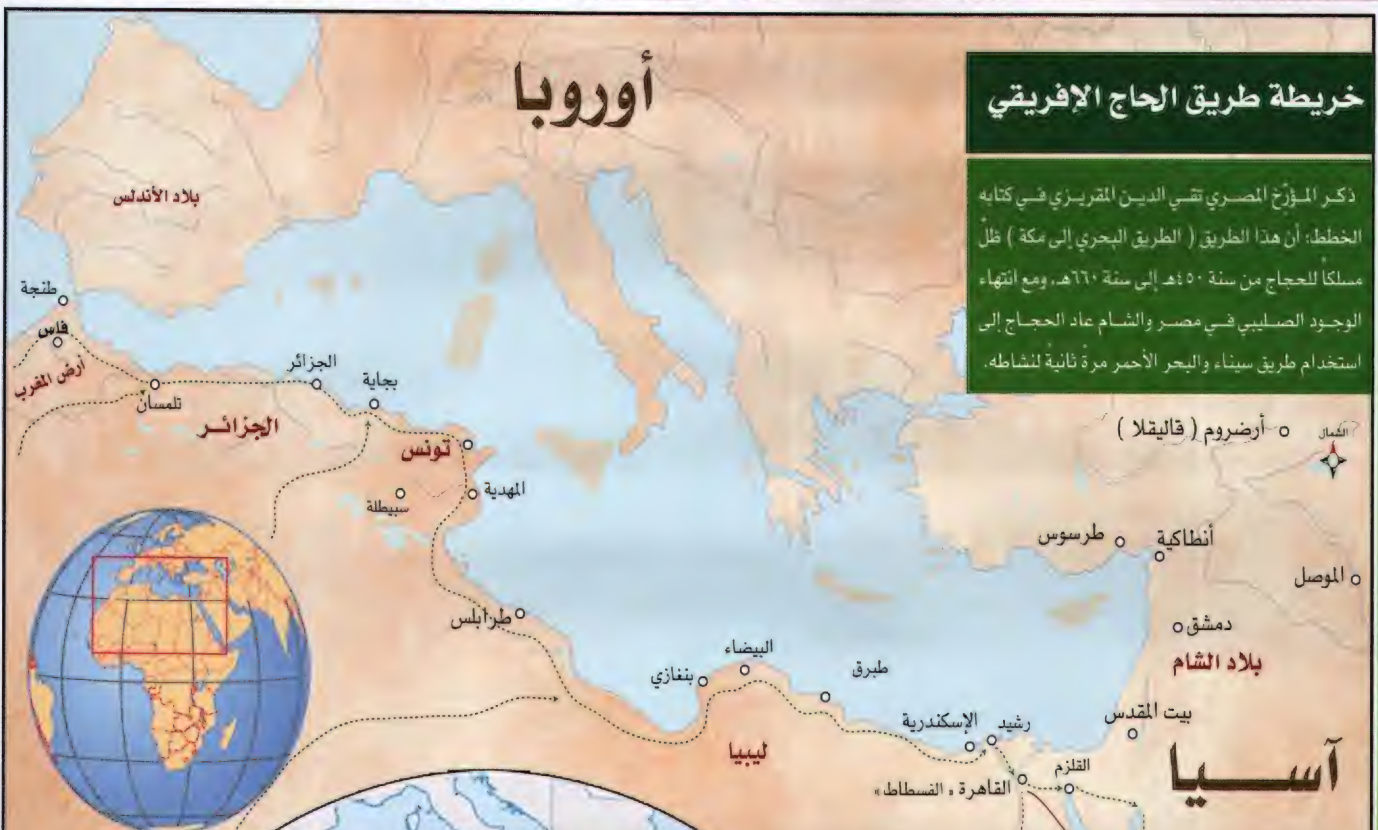 خريطة طريق الحاج الإفريقي
ذكر المؤرّخ المصري تقي الدين المقريزي في كتابه
الخطط: أن هذا الطريق ( الطريق البحري إلى مكة ) ظلّ
مسلكاً للحجاج من سنة ٤٥٠هـ إلى سنة ٦٦٠هـ، ومع انتهاء
الوجود الصليبي في مصر والشام عاد الحجاج إلى
استخدام طريق سيناء والبحر الأحمر مرةً ثانيةً لنشاطه.
أوروبا
بلاد الأندلس
طنجة
فاس
أرض المغرب
تلمسان
الجزائر
الجزائر
بجاية
تونس
المهدية
سبيطلة
طرابلس
بنغازي
البيضاء
طبرق
ليبيا
الإسكندرية
رشيد
القاهرة « الفسطاط »
القلزم
أرضروم ( قاليقلا )
الشمال
طرسوس
أنطاكية
الموصل
دمشق
بلاد الشام
بيت المقدس
آسيا